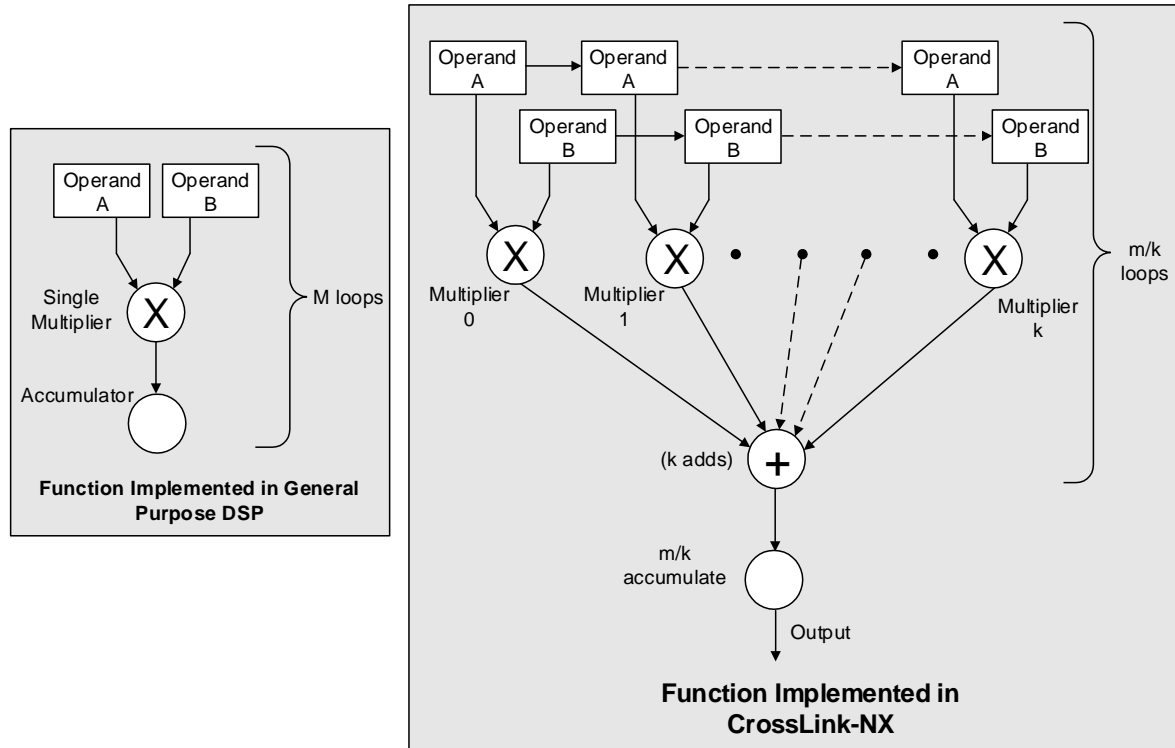 Operand
A
Operand
B
M loops
Single
Multiplier
X
Accumulator
Function Implemented in General
Purpose DSP
Operand
A
Operand
A
Operand
A
Operand
B
Operand
B
Operand
B
X
X
X
Multiplier
0
Multiplier
1
Multiplier
k
m/k
loops
(k adds)
+
m/k
accumulate
Output
Function Implemented in
CrossLink-NX